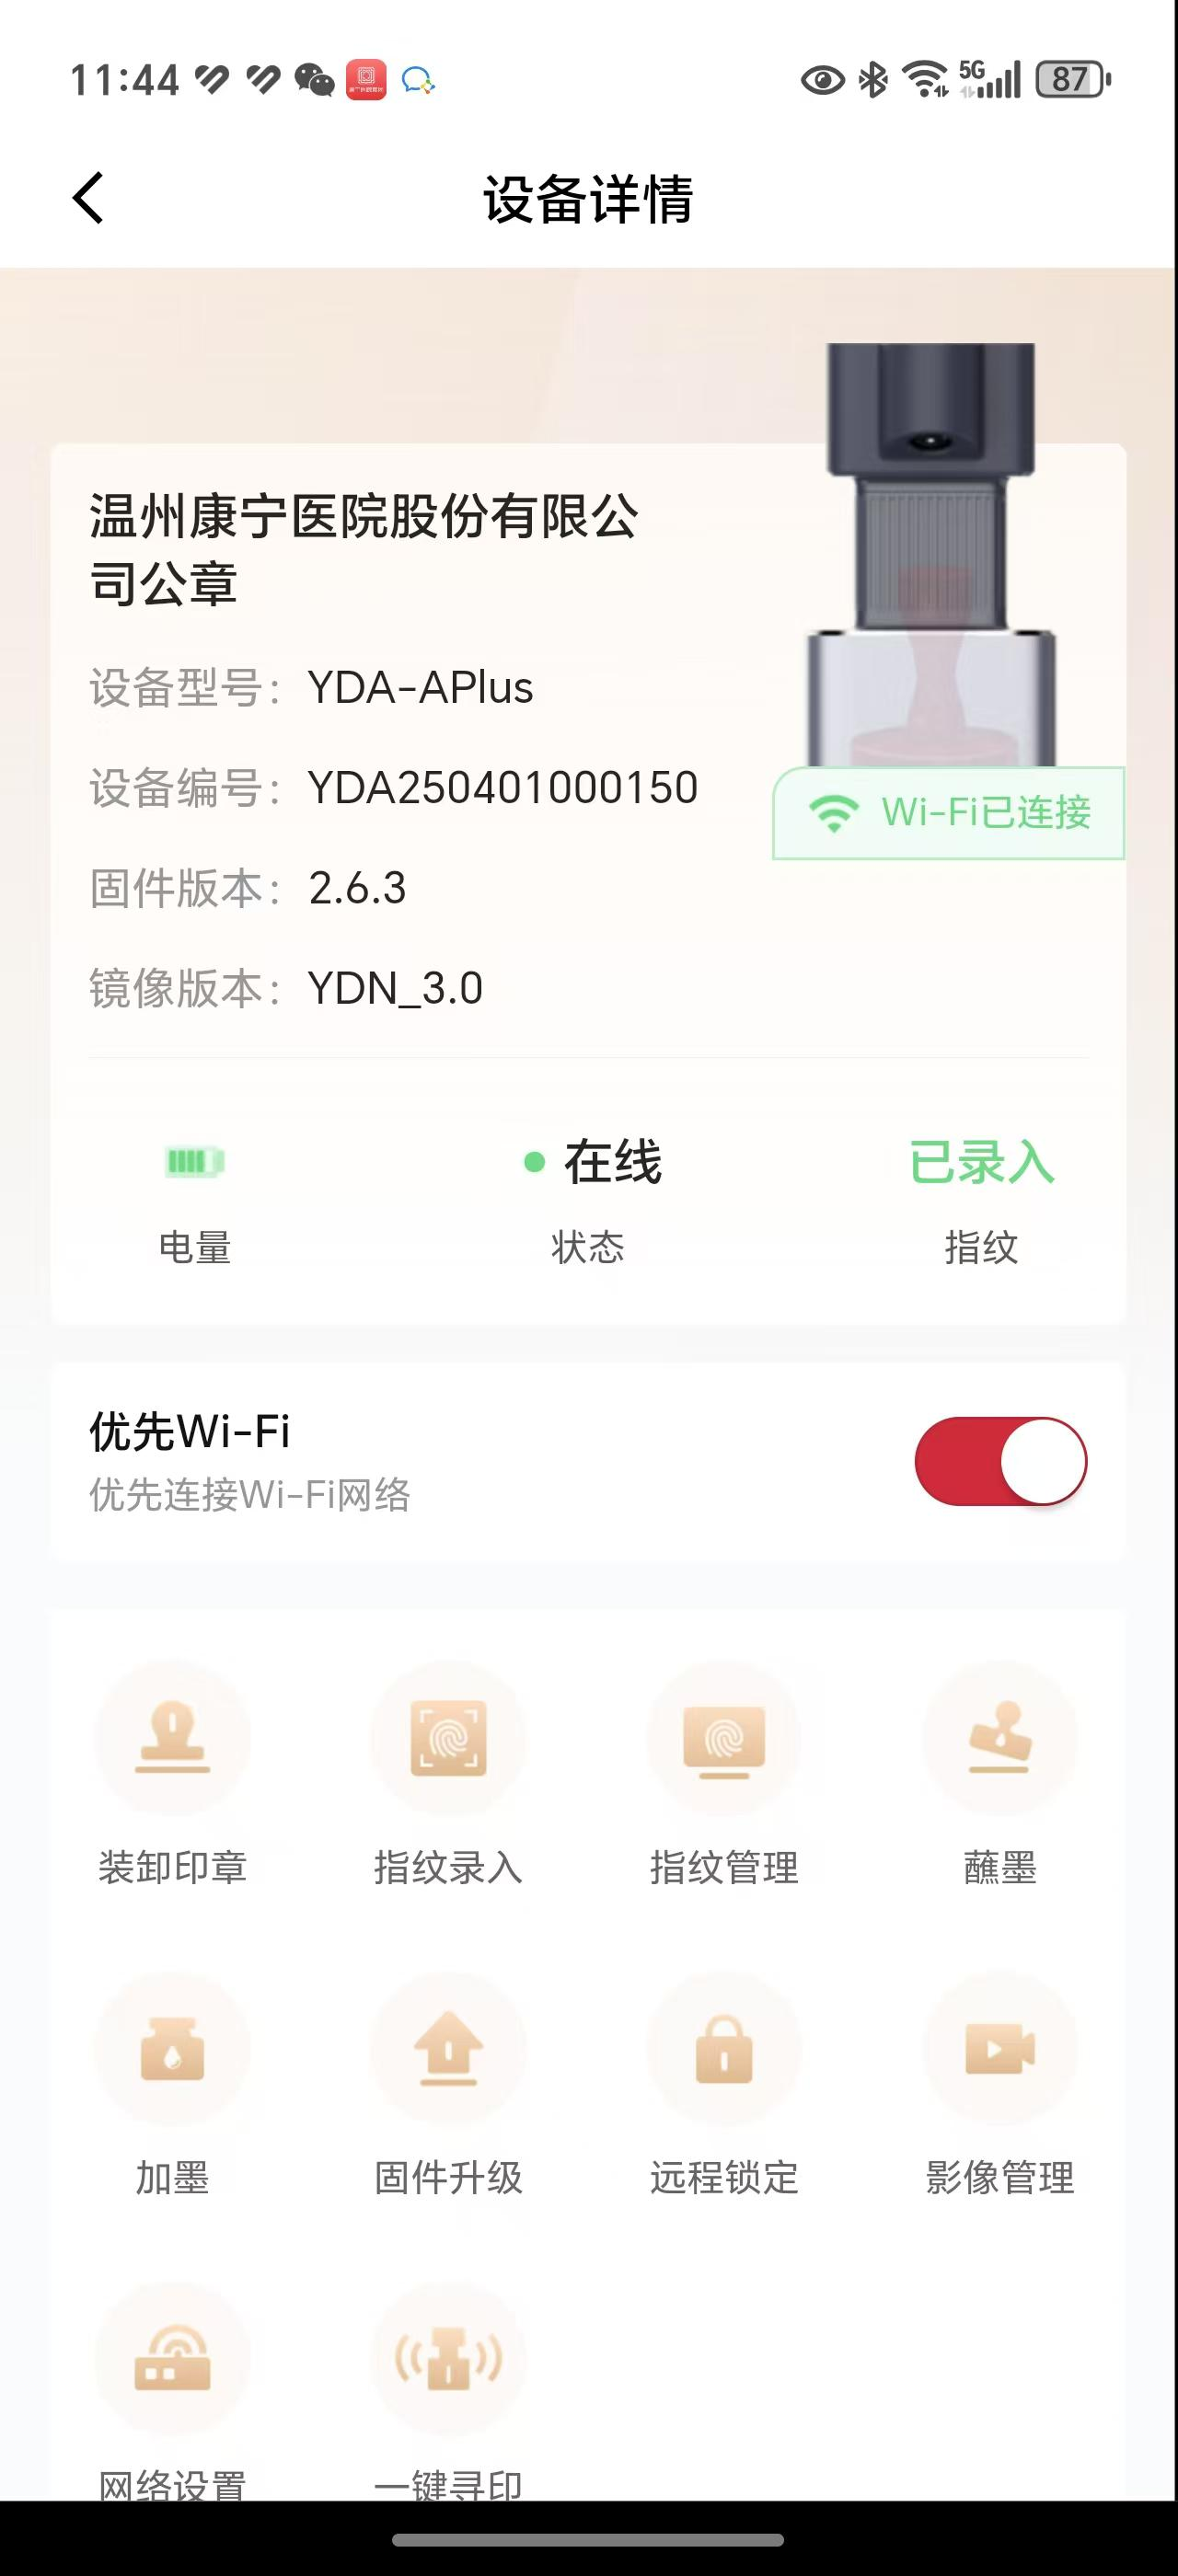 11:44
5G
87
设备详情
温州康宁医院股份有限公
司公章
设备型号: YDA-APlus
设备编号: YDA250401000150
Wi-Fi已连接
固件版本: 2.6.3
镜像版本: YDN_3.0
在线
已录入
电量
状态
指纹
优先Wi-Fi
优先连接Wi-Fi网络
装卸印章
指纹录入
指纹管理
蘸墨
加墨
固件升级
远程锁定
影像管理
网络设置
一键寻印